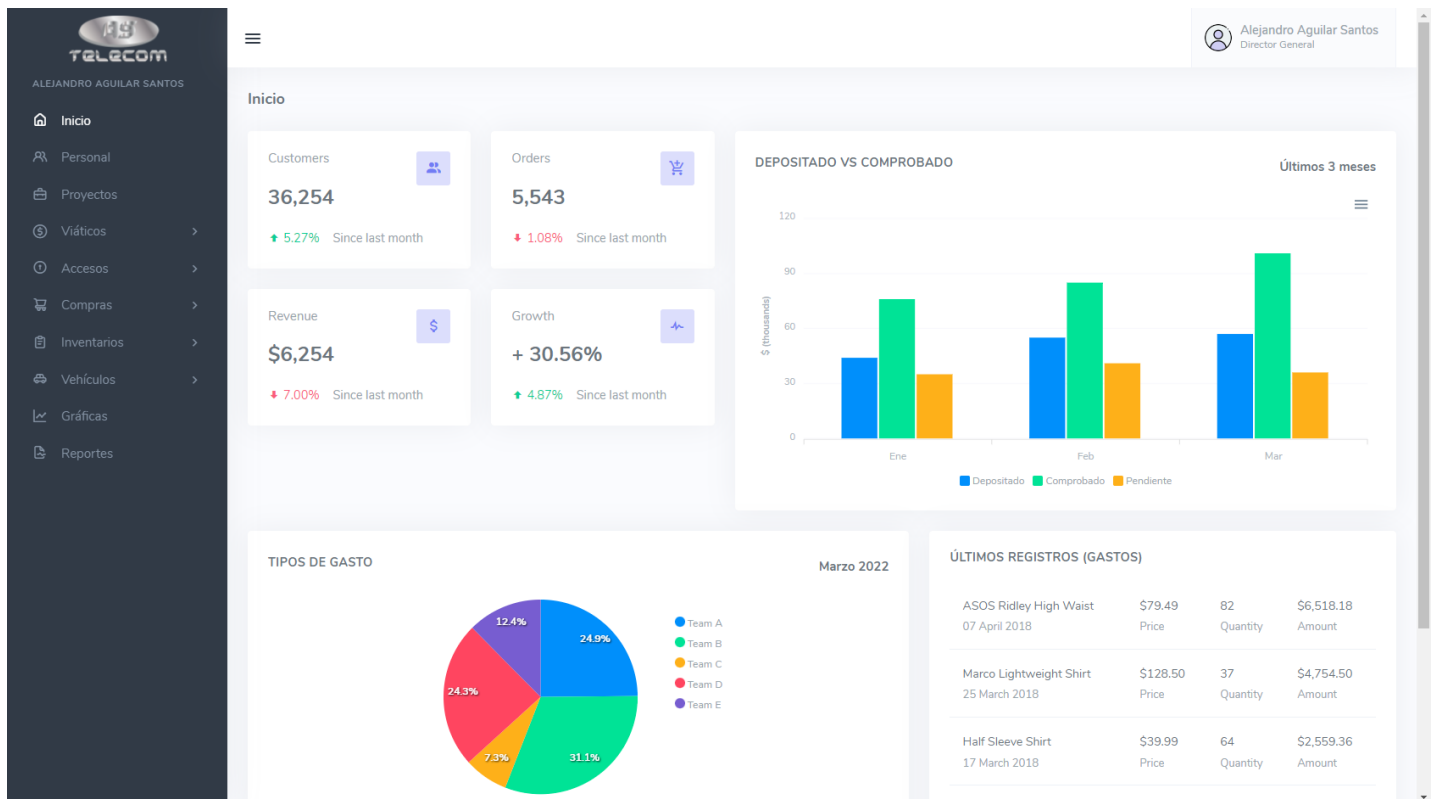 TELECOM
ALEJANDRO AGUILAR SANTOS
Inicio
Personal
Proyectos
Viáticos
Accesos
Compras
Inventarios
Vehículos
Gráficas
Reportes
Alejandro Aguilar Santos
Director General
Inicio
Customers
36,254
5.27% Since last month
Orders
5,543
1.08% Since last month
Revenue
$6,254
7.00% Since last month
Growth
+ 30.56%
4.87% Since last month
DEPOSITADO VS COMPROBADO
Últimos 3 meses
120
90
60
30
0
$ (thousands)
Ene Feb Mar
Depositado Comprobado Pendiente
TIPOS DE GASTO
Marzo 2022
12.4%
24.9%
24.3%
7.3%
31.1%
Team A
Team B
Team C
Team D
Team E
ÚLTIMOS REGISTROS (GASTOS)
ASOS Ridley High Waist $79.49 82 $6,518.18
07 April 2018 Price Quantity Amount
Marco Lightweight Shirt $128.50 37 $4,754.50
25 March 2018 Price Quantity Amount
Half Sleeve Shirt $39.99 64 $2,559.36
17 March 2018 Price Quantity Amount